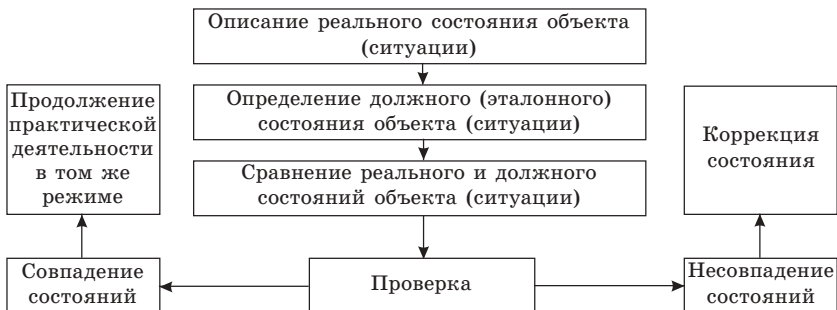 Описание реального состояния объекта
(ситуации)
Определение должного (эталонного)
состояния объекта (ситуации)
Сравнение реального и должного
состояний объекта (ситуации)
Продолжение
практической
деятельности
в том же
режиме
Коррекция
состояния
Совпадение
состояний
Проверка
Несовпадение
состояний